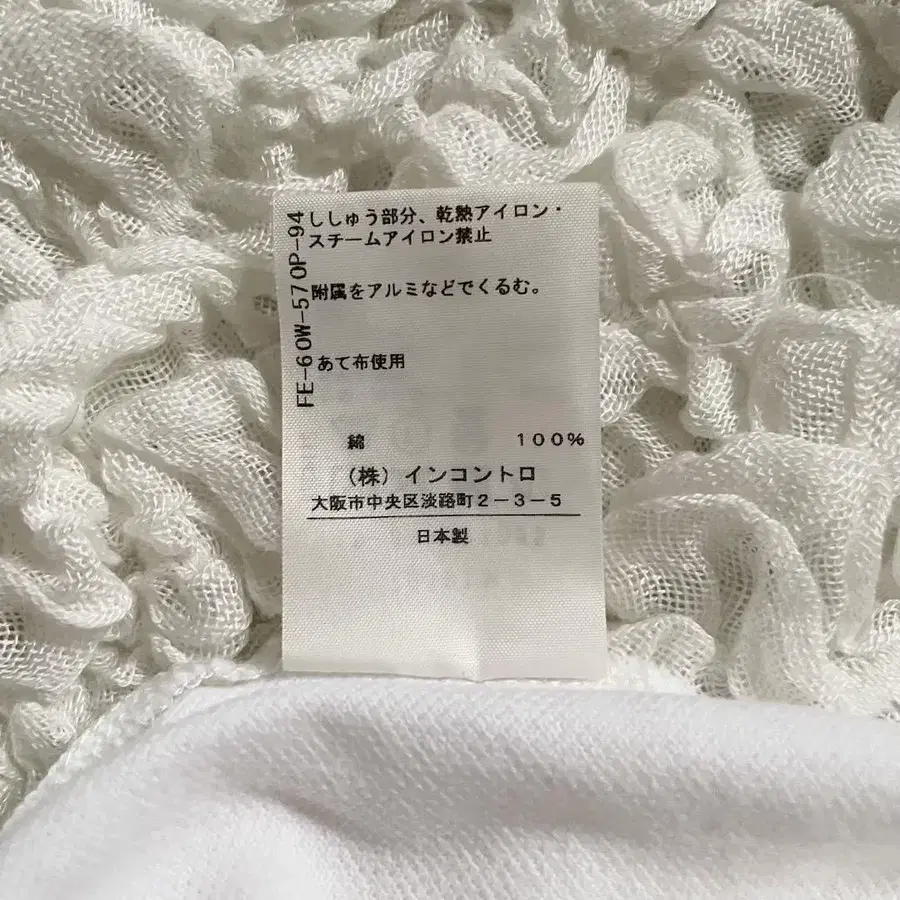 FE-60W-570P-94
ししゅう部分、乾熱アイロン・
スチームアイロン禁止
附属をアルミなどでくるむ。
あて布使用
綿 100%
(株)インコントロ
大阪市中央区淡路町2-3-5
日本製